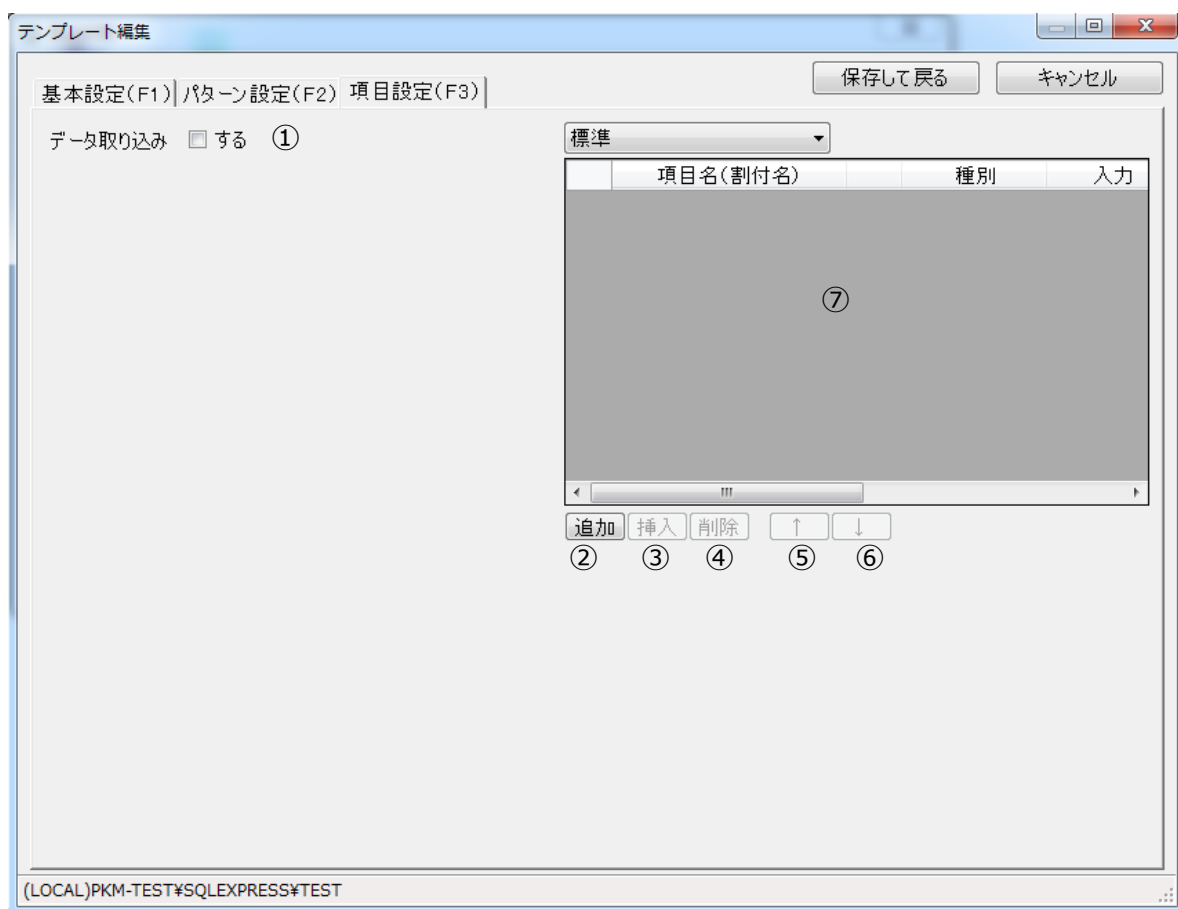 テンプレート編集
保存して戻る キャンセル
基本設定(F1) パターン設定(F2) 項目設定(F3)
データ取り込み する ①
標準
項目名(割付名) 種別 入力
⑦
追加 挿入 削除 ↑ ↓
② ③ ④ ⑤ ⑥
(LOCAL)PKM-TEST¥SQLEXPRESS¥TEST